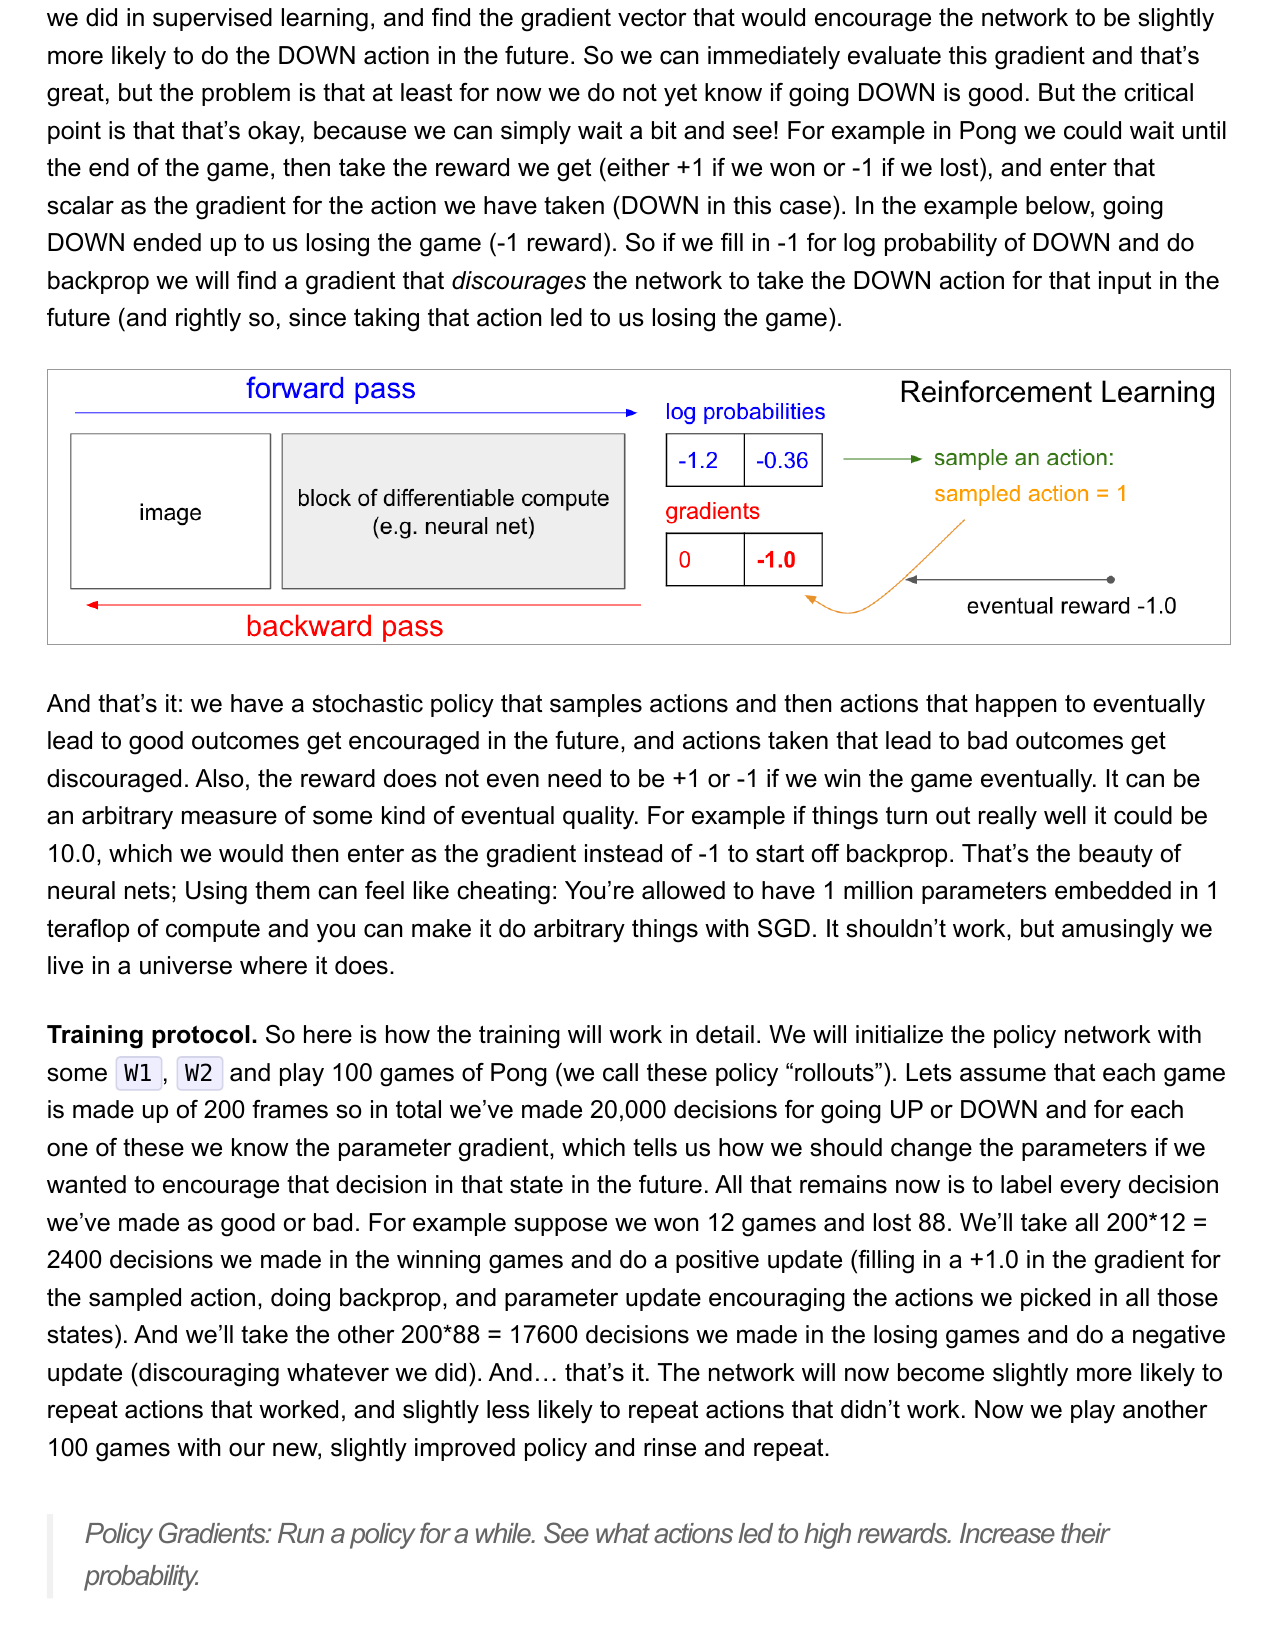 we did in supervised learning, and find the gradient vector that would encourage the network to be slightly
more likely to do the DOWN action in the future. So we can immediately evaluate this gradient and that’s
great, but the problem is that at least for now we do not yet know if going DOWN is good. But the critical
point is that that’s okay, because we can simply wait a bit and see! For example in Pong we could wait until
the end of the game, then take the reward we get (either +1 if we won or -1 if we lost), and enter that
scalar as the gradient for the action we have taken (DOWN in this case). In the example below, going
DOWN ended up to us losing the game (-1 reward). So if we fill in -1 for log probability of DOWN and do
backprop we will find a gradient that discourages the network to take the DOWN action for that input in the
future (and rightly so, since taking that action led to us losing the game).
forward pass
Reinforcement Learning
log probabilities
-1.2 -0.36
sample an action:
sampled action = 1
image
block of differentiable compute
(e.g. neural net)
gradients
0 -1.0
eventual reward -1.0
backward pass
And that’s it: we have a stochastic policy that samples actions and then actions that happen to eventually
lead to good outcomes get encouraged in the future, and actions taken that lead to bad outcomes get
discouraged. Also, the reward does not even need to be +1 or -1 if we win the game eventually. It can be
an arbitrary measure of some kind of eventual quality. For example if things turn out really well it could be
10.0, which we would then enter as the gradient instead of -1 to start off backprop. That’s the beauty of
neural nets; Using them can feel like cheating: You’re allowed to have 1 million parameters embedded in 1
teraflop of compute and you can make it do arbitrary things with SGD. It shouldn’t work, but amusingly we
live in a universe where it does.
Training protocol. So here is how the training will work in detail. We will initialize the policy network with
some W1, W2 and play 100 games of Pong (we call these policy “rollouts”). Lets assume that each game
is made up of 200 frames so in total we’ve made 20,000 decisions for going UP or DOWN and for each
one of these we know the parameter gradient, which tells us how we should change the parameters if we
wanted to encourage that decision in that state in the future. All that remains now is to label every decision
we’ve made as good or bad. For example suppose we won 12 games and lost 88. We’ll take all 200*12 =
2400 decisions we made in the winning games and do a positive update (filling in a +1.0 in the gradient for
the sampled action, doing backprop, and parameter update encouraging the actions we picked in all those
states). And we’ll take the other 200*88 = 17600 decisions we made in the losing games and do a negative
update (discouraging whatever we did). And… that’s it. The network will now become slightly more likely to
repeat actions that worked, and slightly less likely to repeat actions that didn’t work. Now we play another
100 games with our new, slightly improved policy and rinse and repeat.
Policy Gradients: Run a policy for a while. See what actions led to high rewards. Increase their
probability.